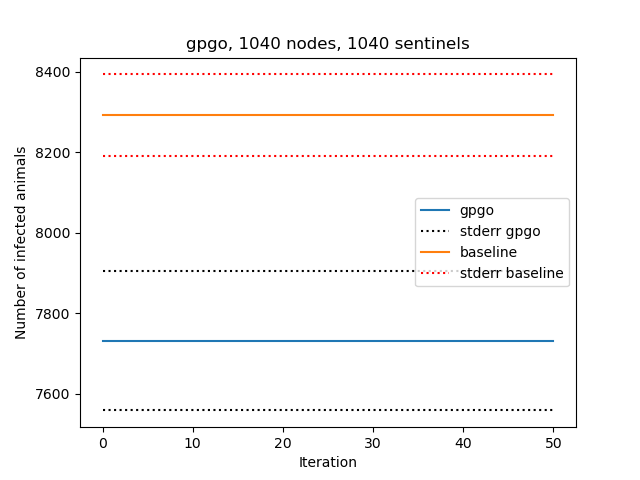 gpgo, 1040 nodes, 1040 sentinels
8400
8200
8000
7800
7600
Number of infected animals
gpgo
stderr gpgo
baseline
stderr baseline
0 10 20 30 40 50
Iteration